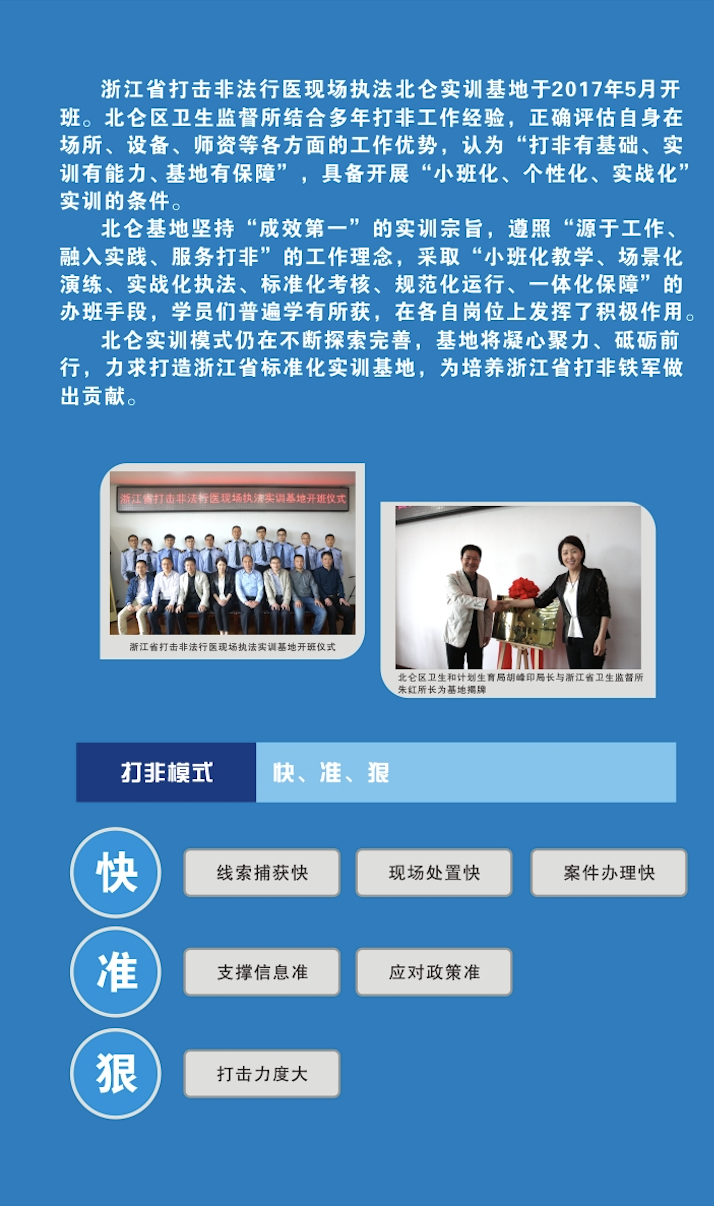 浙江省打击非法行医现场执法北仑实训基地于2017年5月开
班。北仑区卫生监督所结合多年打非工作经验，正确评估自身在
场所、设备、师资等各方面的工作优势，认为“打非有基础、实
训有能力、基地有保障”，具备开展“小班化、个性化、实战化”
实训的条件。
北仑基地坚持“成效第一”的实训宗旨，遵照“源于工作、
融入实践、服务打非”的工作理念，采取“小班化教学、场景化
演练、实战化执法、标准化考核、规范化运行、一体化保障”的
办班手段，学员们普遍学有所获，在各自岗位上发挥了积极作用。
北仑实训模式仍在不断探索完善，基地将凝心聚力、砥砺前
行，力求打造浙江省标准化实训基地，为培养浙江省打非铁军做
出贡献。
浙江省打击非法行医现场执法实训基地开班仪式
浙江省打击非法行医现场执法实训基地开班仪式
北仑区卫生和计划生育局胡峰印局长与浙江省卫生监督所
朱红所长为基地揭牌
打非模式 快、准、狠
快 线索捕获快 现场处置快 案件办理快
准 支撑信息准 应对政策准
狠 打击力度大